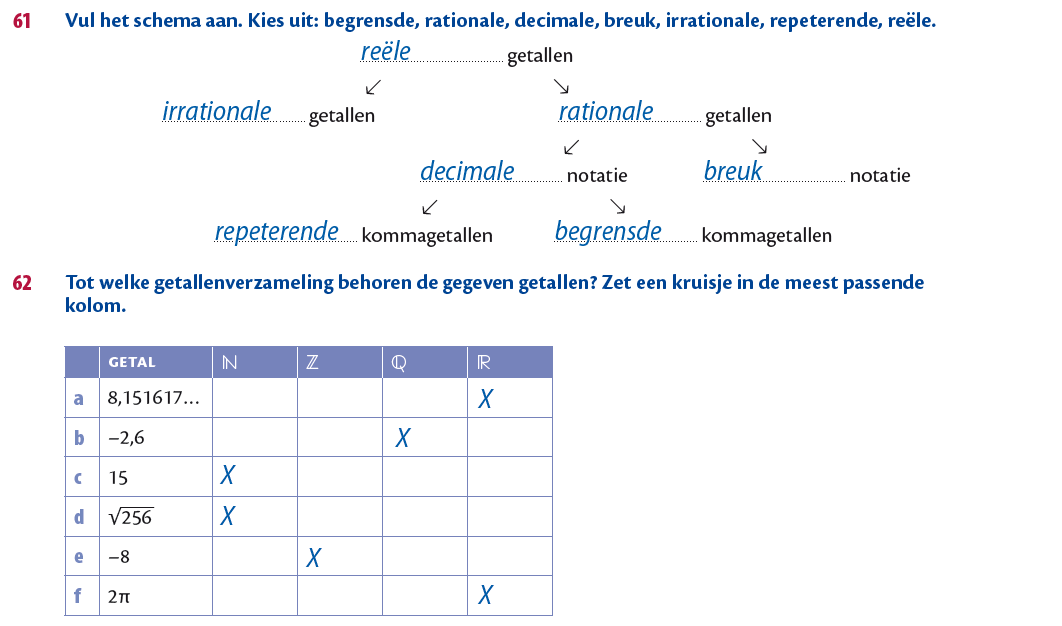 61 Vul het schema aan. Kies uit: begrensde, rationale, decimale, breuk, irrationale, repeterende, reële.
reële getallen
irrationale getallen rationale getallen
decimale notatie breuk notatie
repeterende kommagetallen begrensde kommagetallen
62 Tot welke getallenverzameling behoren de gegeven getallen? Zet een kruisje in de meest passende
kolom.
GETAL ℕ ℤ ℚ ℝ
a 8,151617... X
b –2,6 X
c 15 X
d √256 X
e –8 X
f 2π X